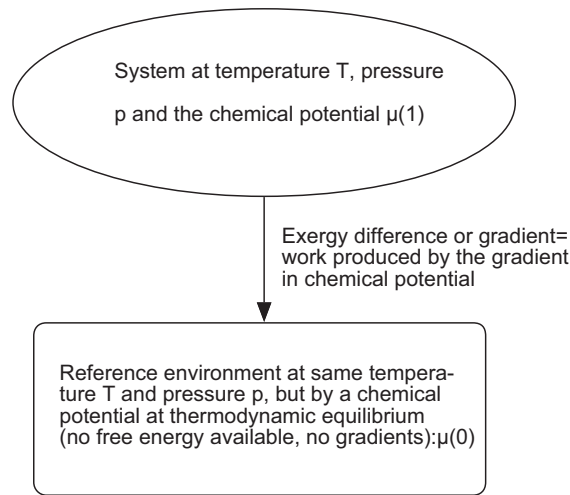 System at temperature T, pressure
p and the chemical potential µ(1)
Exergy difference or gradient=
work produced by the gradient
in chemical potential
Reference environment at same tempera-
ture T and pressure p, but by a chemical
potential at thermodynamic equilibrium
(no free energy available, no gradients):µ(0)